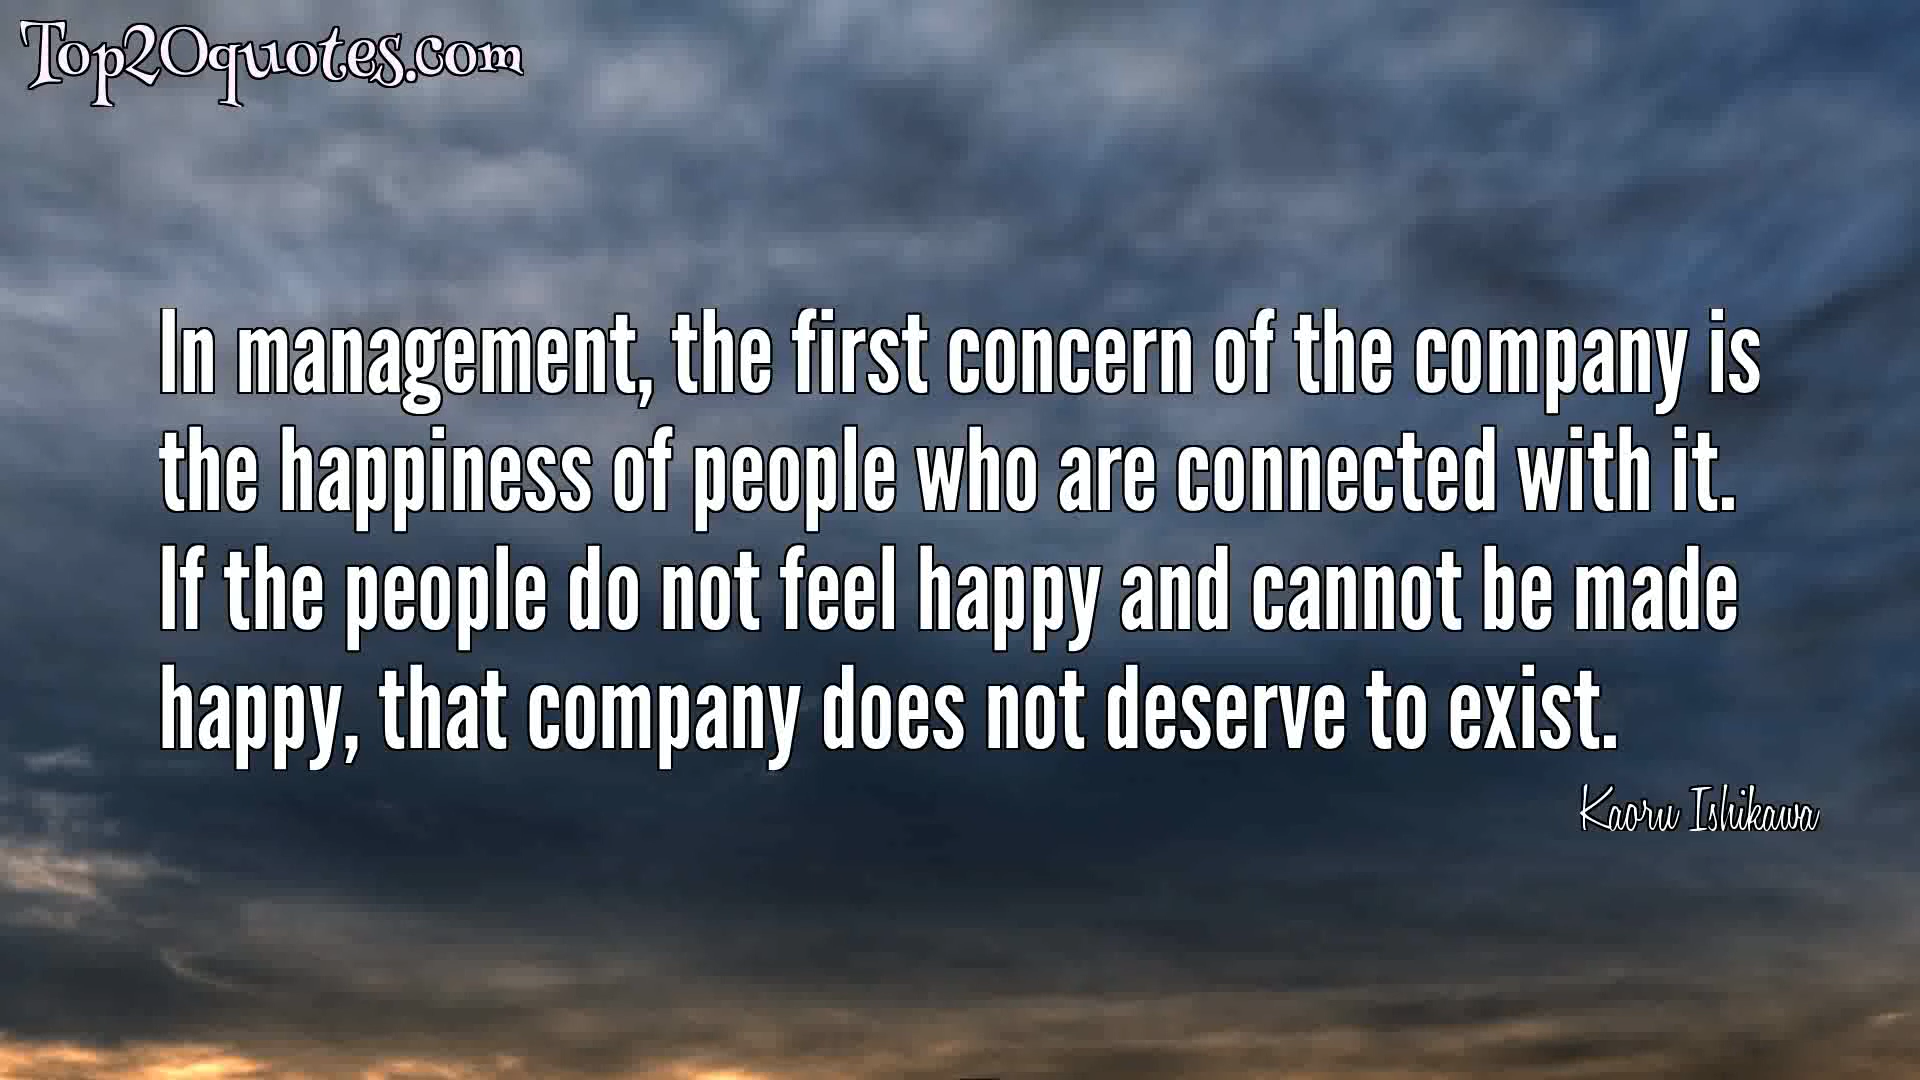 Top20quotes.com
In management, the first concern of the company is
the happiness of people who are connected with it.
If the people do not feel happy and cannot be made
happy, that company does not deserve to exist.
Kaoru Ishikawa